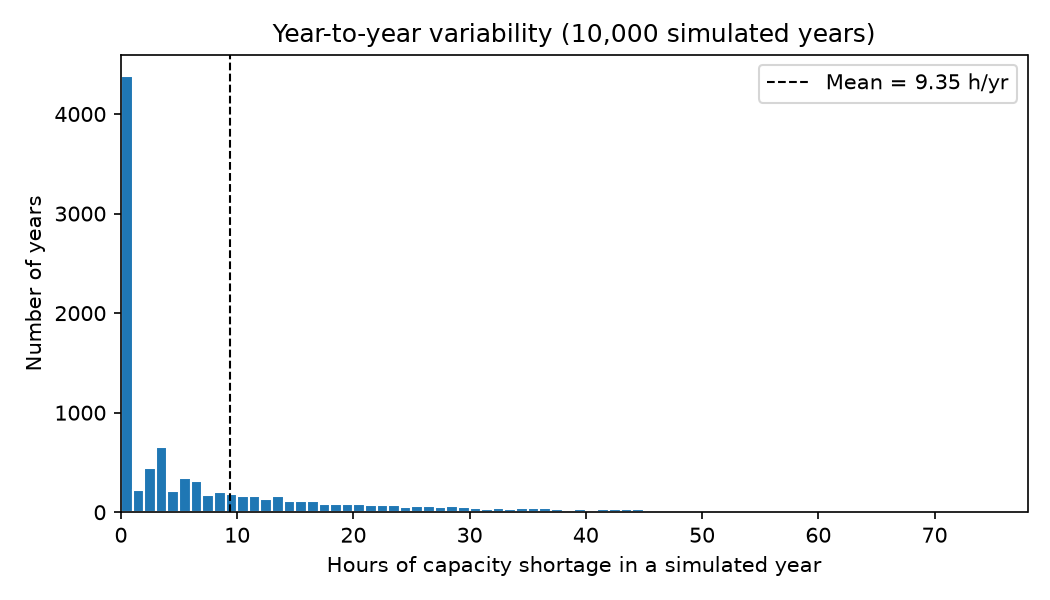 Year-to-year variability (10,000 simulated years)
Mean = 9.35 h/yr
Number of years
4000
3000
2000
1000
0
0 10 20 30 40 50 60 70
Hours of capacity shortage in a simulated year